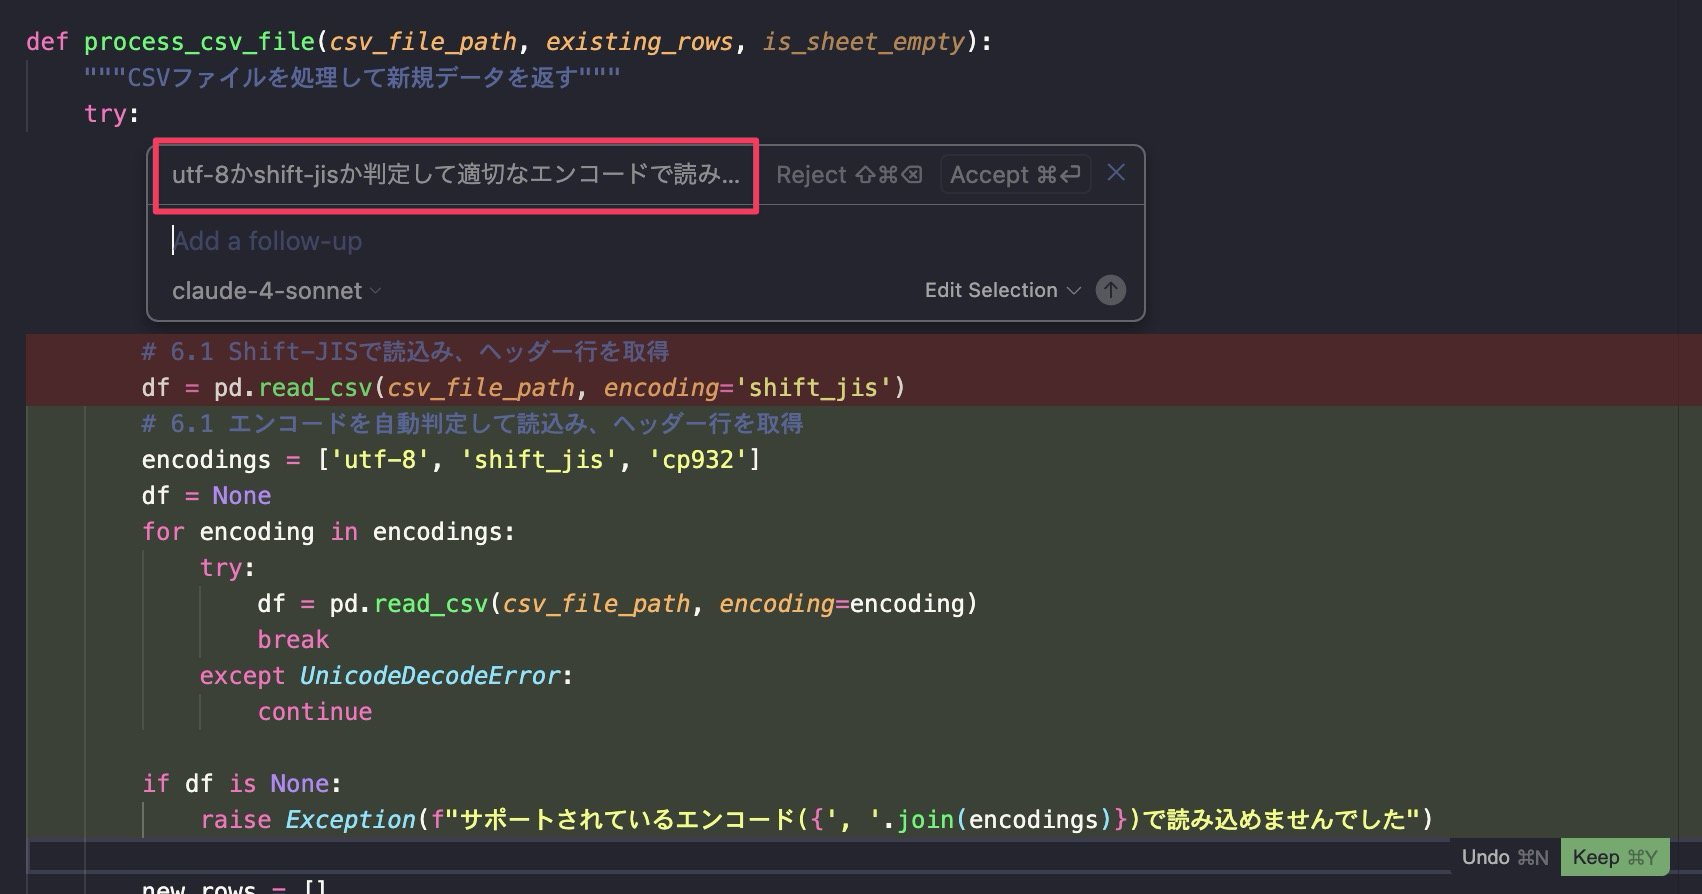 def process_csv_file(csv_file_path, existing_rows, is_sheet_empty):
"""CSVファイルを処理して新規データを返す"""
try:
utf-8かshift-jisか判定して適切なエンコードで読み... Reject ⇧⌘⌫ Accept ⌘⏎
Add a follow-up
claude-4-sonnet Edit Selection
# 6.1 Shift-JISで読込み、ヘッダー行を取得
df = pd.read_csv(csv_file_path, encoding='shift_jis')
# 6.1 エンコードを自動判定して読込み、ヘッダー行を取得
encodings = ['utf-8', 'shift_jis', 'cp932']
df = None
for encoding in encodings:
try:
df = pd.read_csv(csv_file_path, encoding=encoding)
break
except UnicodeDecodeError:
continue
if df is None:
raise Exception(f"サポートされているエンコード({', '.join(encodings)})で読み込めませんでした")
Undo ⌘N Keep ⌘Y
new_rows = []